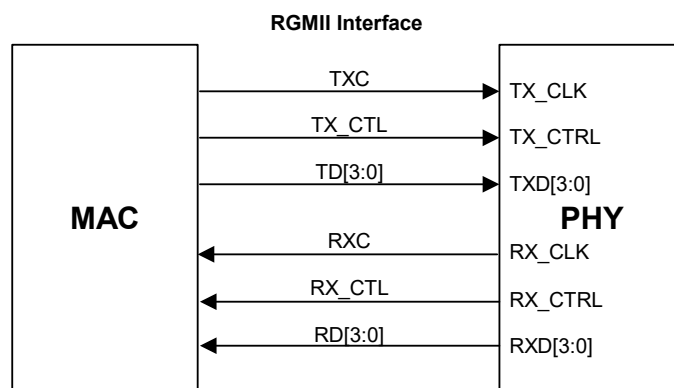 RGMII Interface
TXC
TX_CLK
TX_CTL
TX_CTRL
TD[3:0]
TXD[3:0]
MAC
PHY
RXC
RX_CLK
RX_CTL
RX_CTRL
RD[3:0]
RXD[3:0]